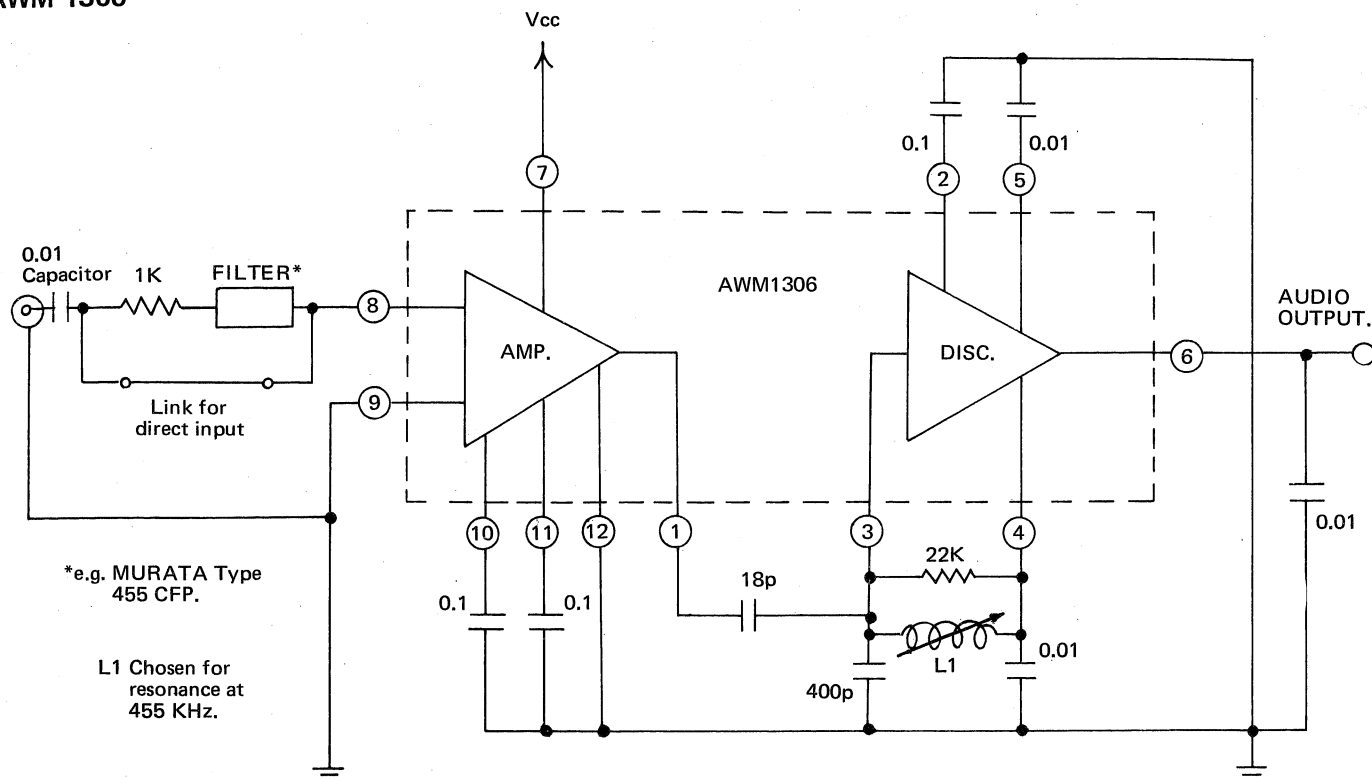 AWM 1306
Vcc
0.1
0.01
2
5
7
0.01
Capacitor
1K
FILTER*
8
AWM1306
AUDIO
OUTPUT.
AMP.
DISC.
6
9
Link for
direct input
10
11
12
1
3
4
0.01
22K
*e.g. MURATA Type
455 CFP.
18p
0.1
0.1
L1
0.01
L1 Chosen for
resonance at
455 KHz.
400p